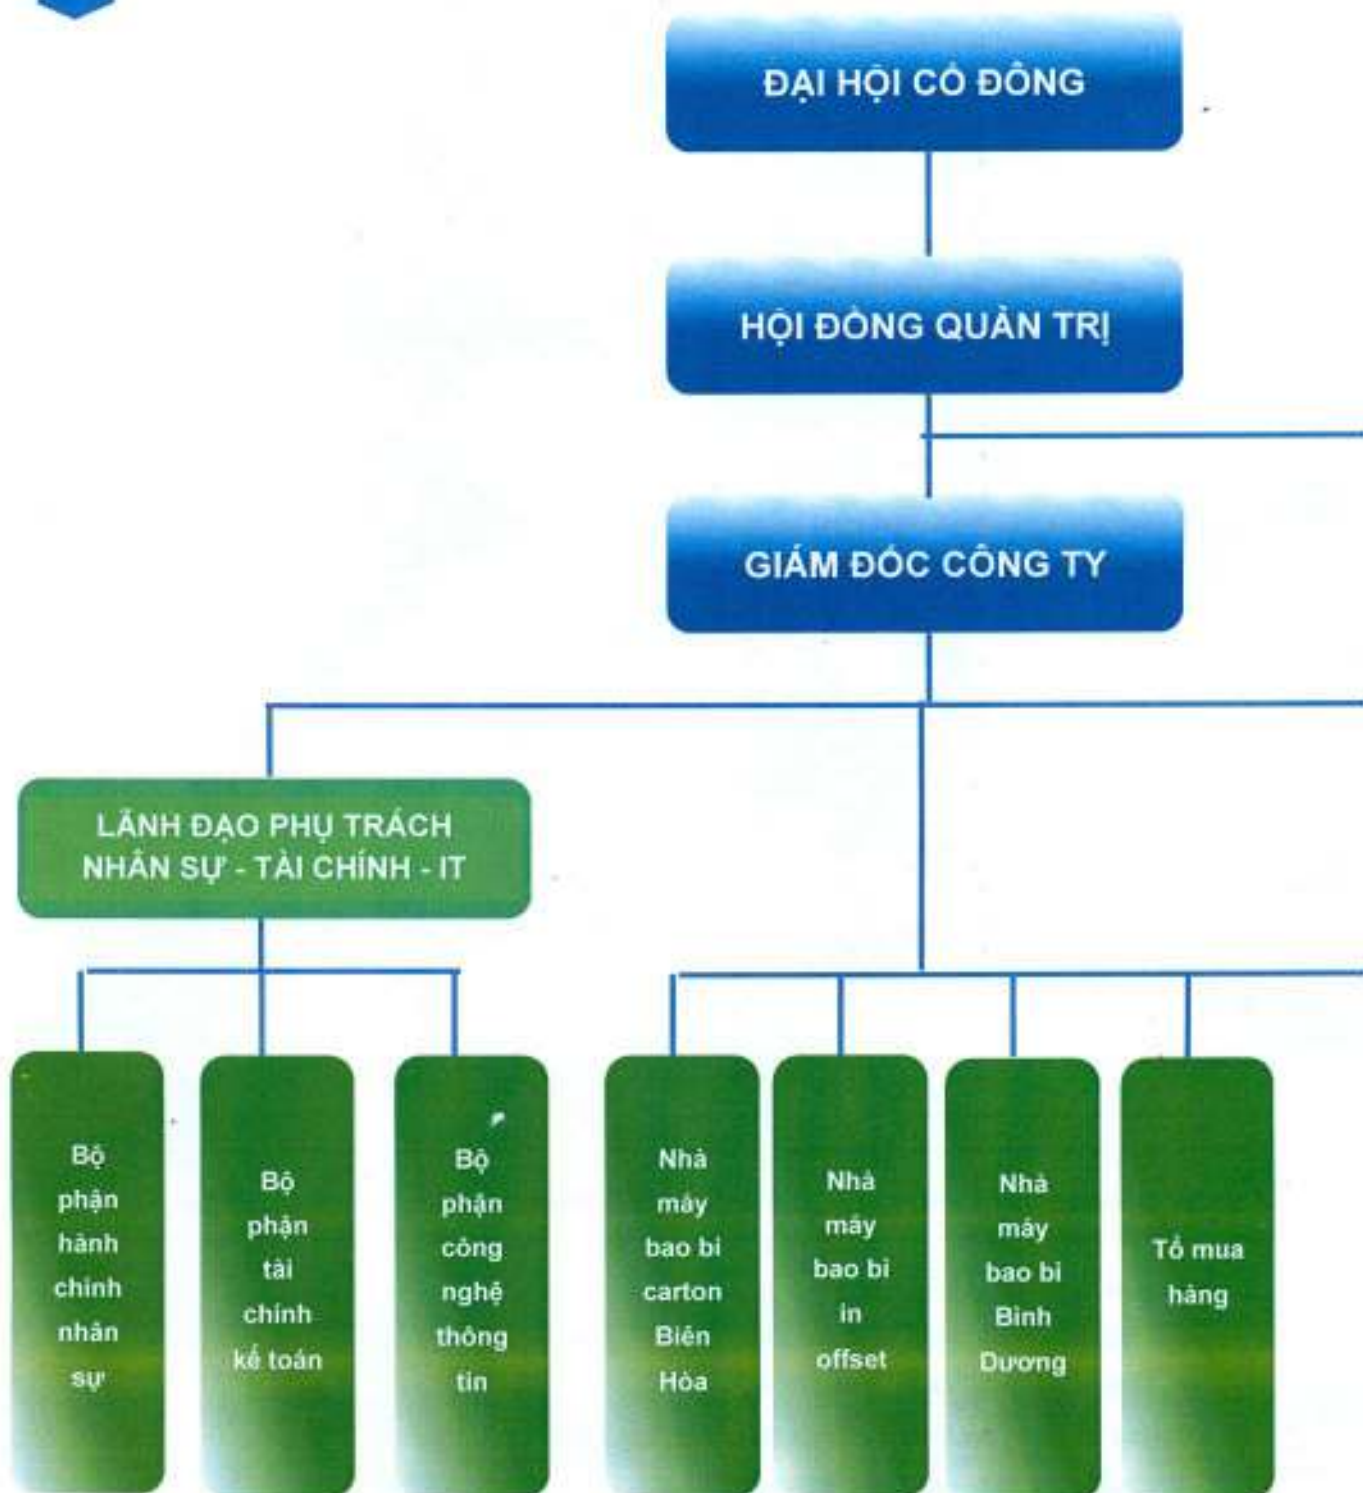 ĐẠI HỘI CỔ ĐÔNG
HỘI ĐỒNG QUẢN TRỊ
GIÁM ĐỐC CÔNG TY
LÃNH ĐẠO PHỤ TRÁCH
NHÂN SỰ - TÀI CHÍNH - IT
Bộ
phận
hành
chính
nhân
sự
Bộ
phận
tài
chính
kế toán
Bộ
phận
công
nghệ
thông
tin
Nhà
máy
bao bì
carton
Biên
Hòa
Nhà
máy
bao bì
in
offset
Nhà
máy
bao bì
Bình
Dương
Tổ mua
hàng